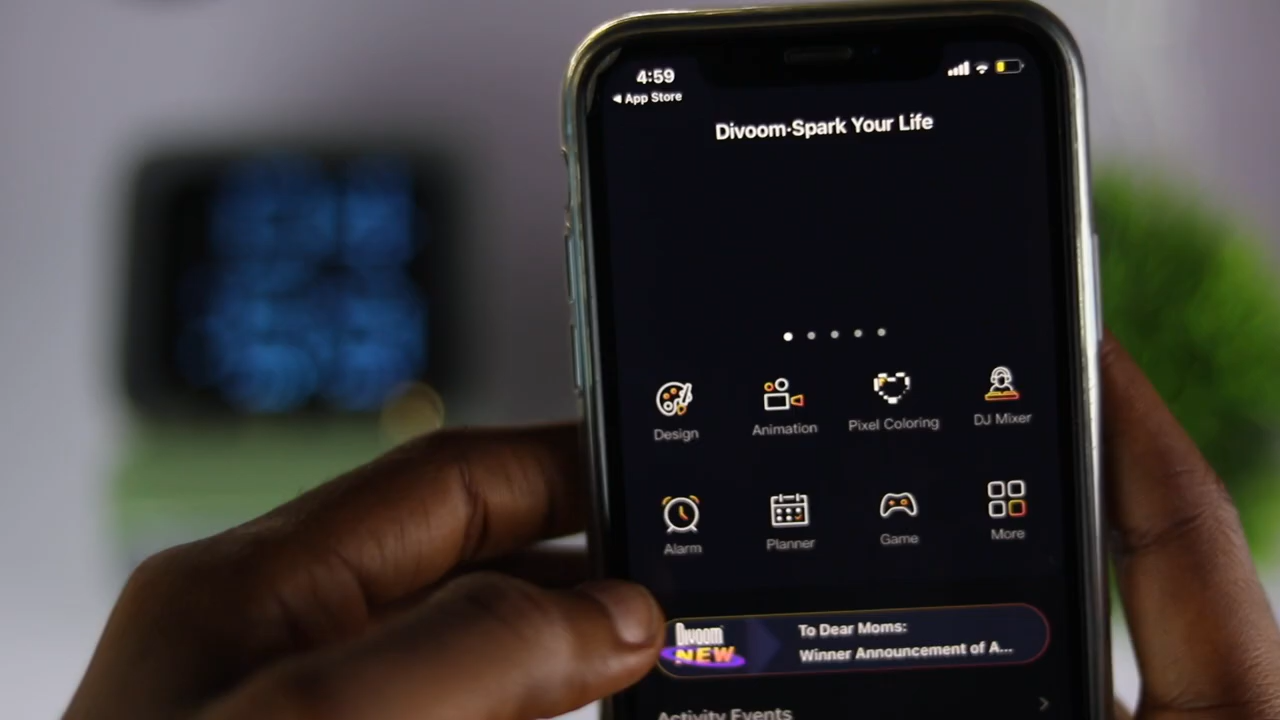 4:59
◀ App Store
Divoom·Spark Your Life
Design
Animation
Pixel Coloring
DJ Mixer
Alarm
Planner
Game
More
Divoom
NEW
To Dear Moms:
Winner Announcement of A...
Activity Events